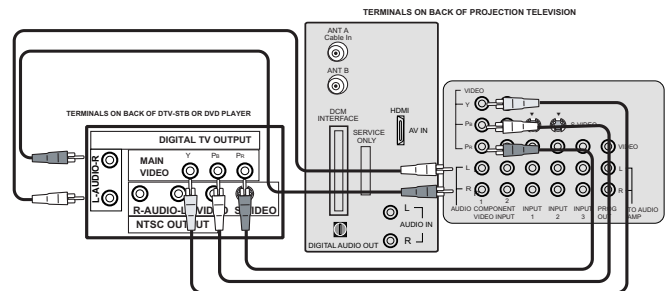 TERMINALS ON BACK OF PROJECTION TELEVISION
ANT A
Cable In
ANT B
DCM
INTERFACE
SERVICE
ONLY
HDMI
AV IN
L
AUDIO IN
R
DIGITAL AUDIO OUT
TERMINALS ON BACK OF DTV-STB OR DVD PLAYER
DIGITAL TV OUTPUT
L-AUDIO-R
MAIN
VIDEO
Y
PB
PR
R-AUDIO-L
VIDEO
S-VIDEO
NTSC OUTPUT
VIDEO
Y
PB
PR
S-VIDEO
VIDEO
L
L
R
R
1
2
AUDIO
COMPONENT
VIDEO INPUT
INPUT
1
INPUT
2
INPUT
3
PROG
OUT
TO AUDIO
AMP